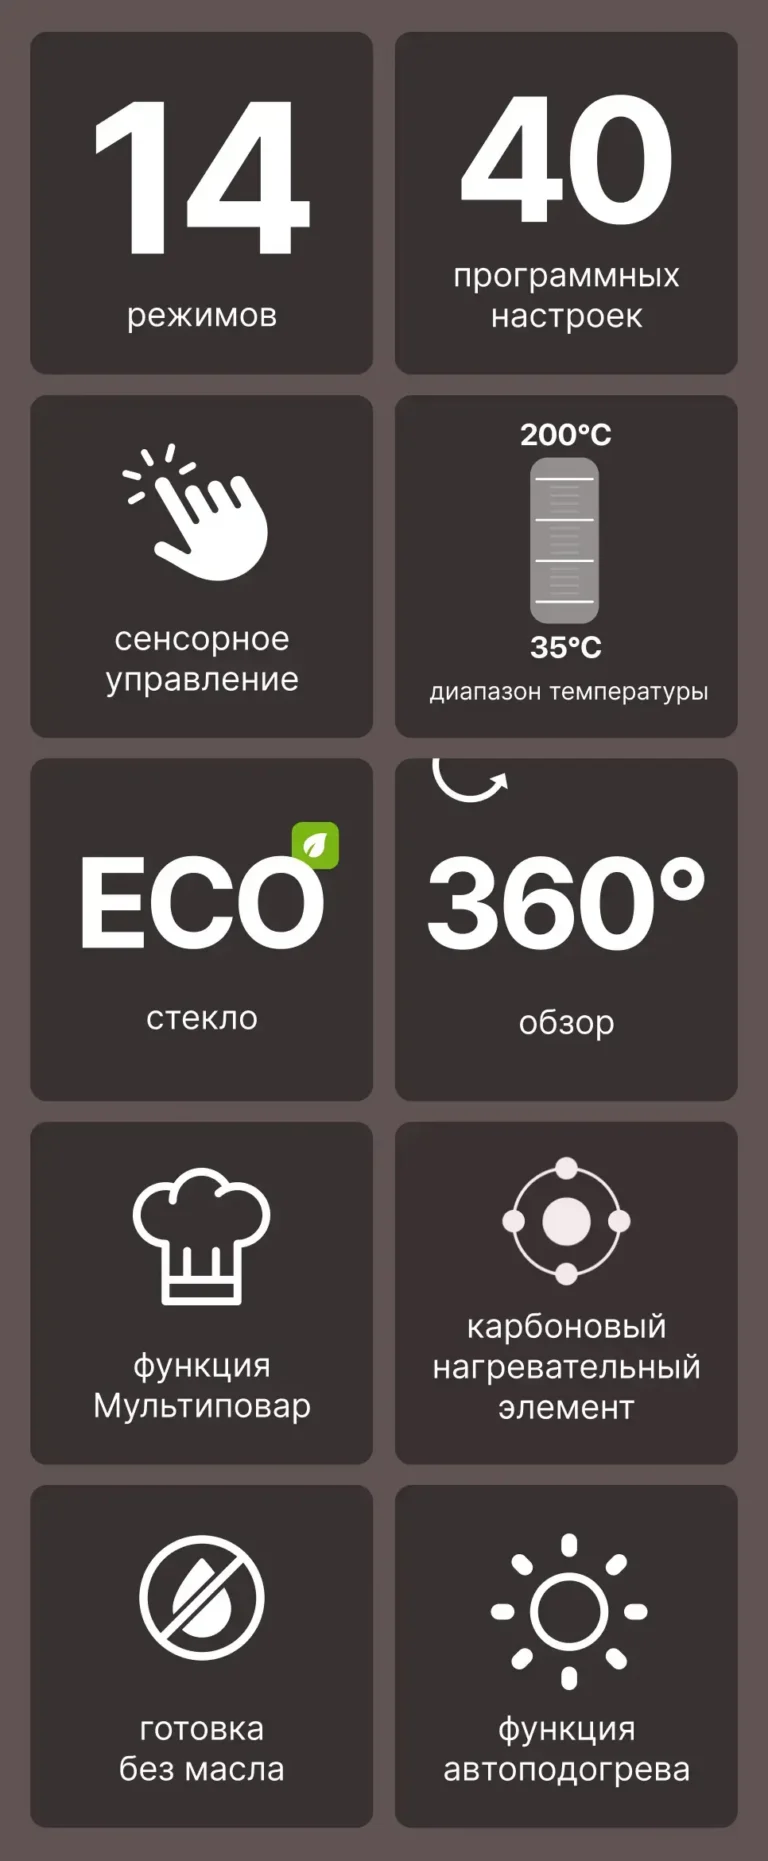 14
режимов
40
программных
настроек
сенсорное
управление
200°C
35°C
диапазон температуры
ECO
стекло
360°
обзор
функция
Мультиповар
карбоновый
нагревательный
элемент
готовка
без масла
функция
автоподогрева